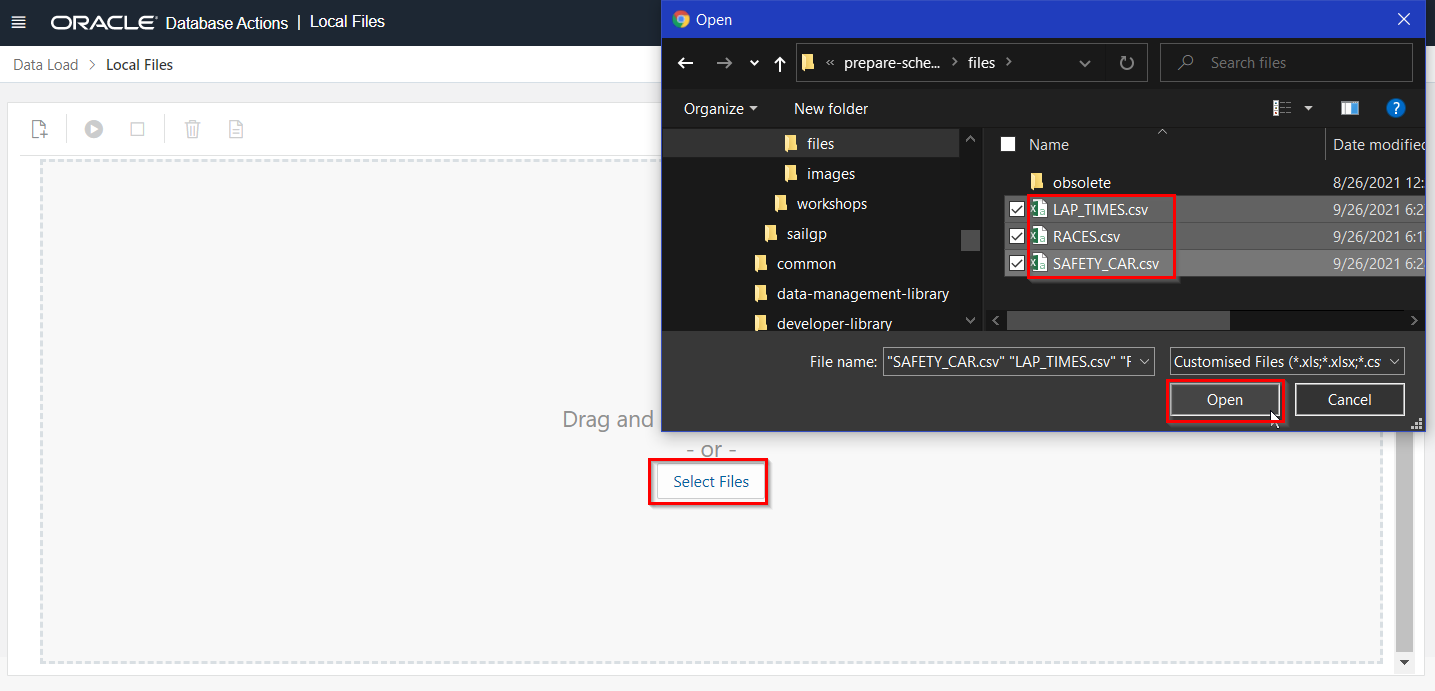 ORACLE Database Actions | Local Files
Data Load > Local Files
Drag and
- or -
Select Files
Open
« prepare-sche... > files >
Search files
Organize
New folder
?
files
images
workshops
sailgp
common
data-management-library
developer-library
Name
Date modified
obsolete
8/26/2021 12:
LAP_TIMES.csv
9/26/2021 6:2
RACES.csv
9/26/2021 6:1
SAFETY_CAR.csv
9/26/2021 6:2
File name:
"SAFETY_CAR.csv" "LAP_TIMES.csv" "F
Customised Files (*.xls;*.xlsx;*.cs
Open
Cancel